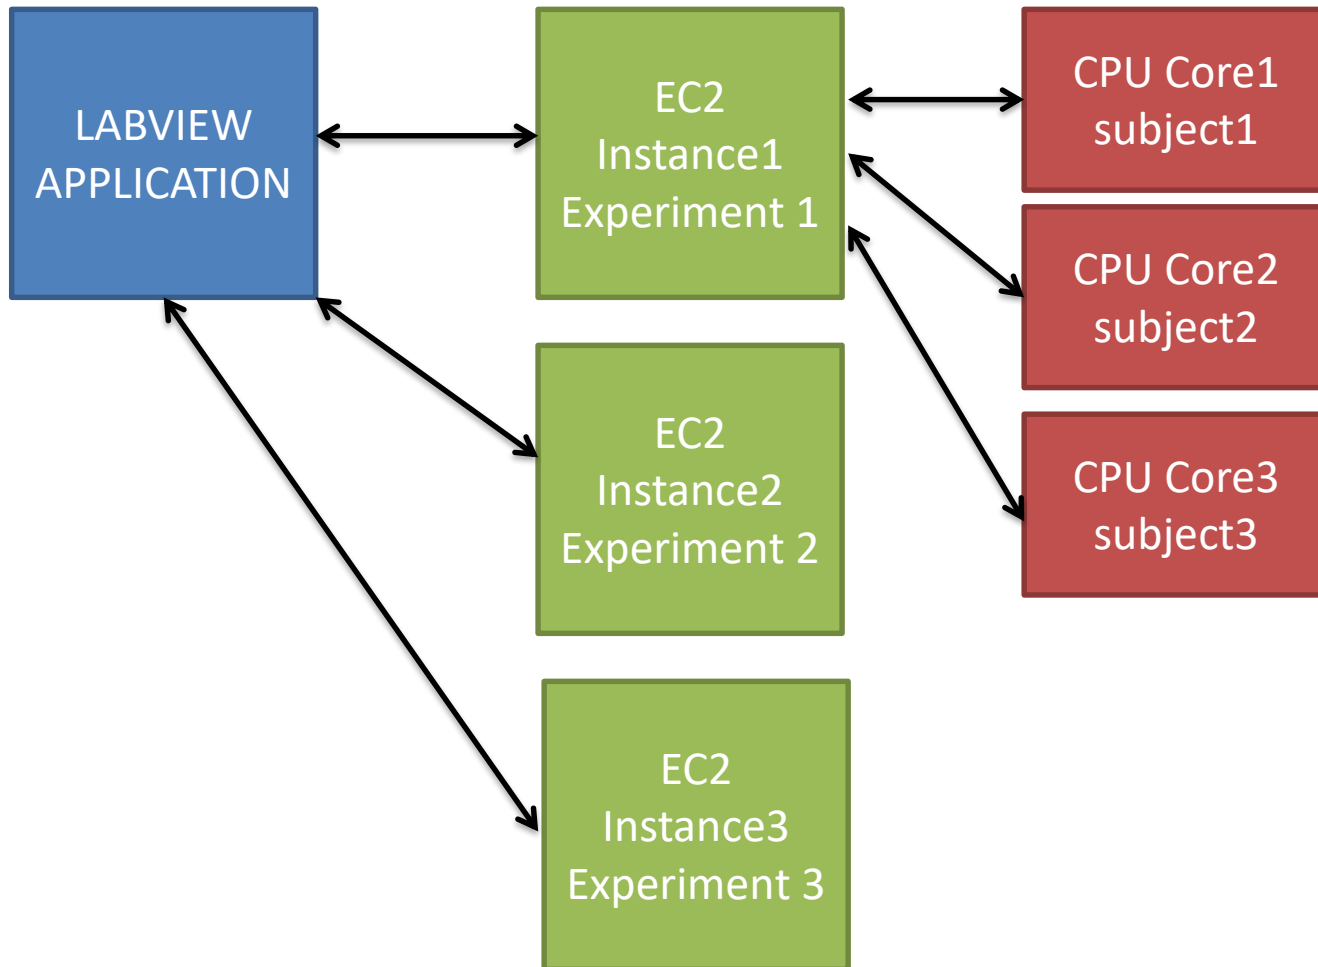 LABVIEW
APPLICATION
EC2
Instance1
Experiment 1
CPU Core1
subject1
CPU Core2
subject2
EC2
Instance2
Experiment 2
CPU Core3
subject3
EC2
Instance3
Experiment 3